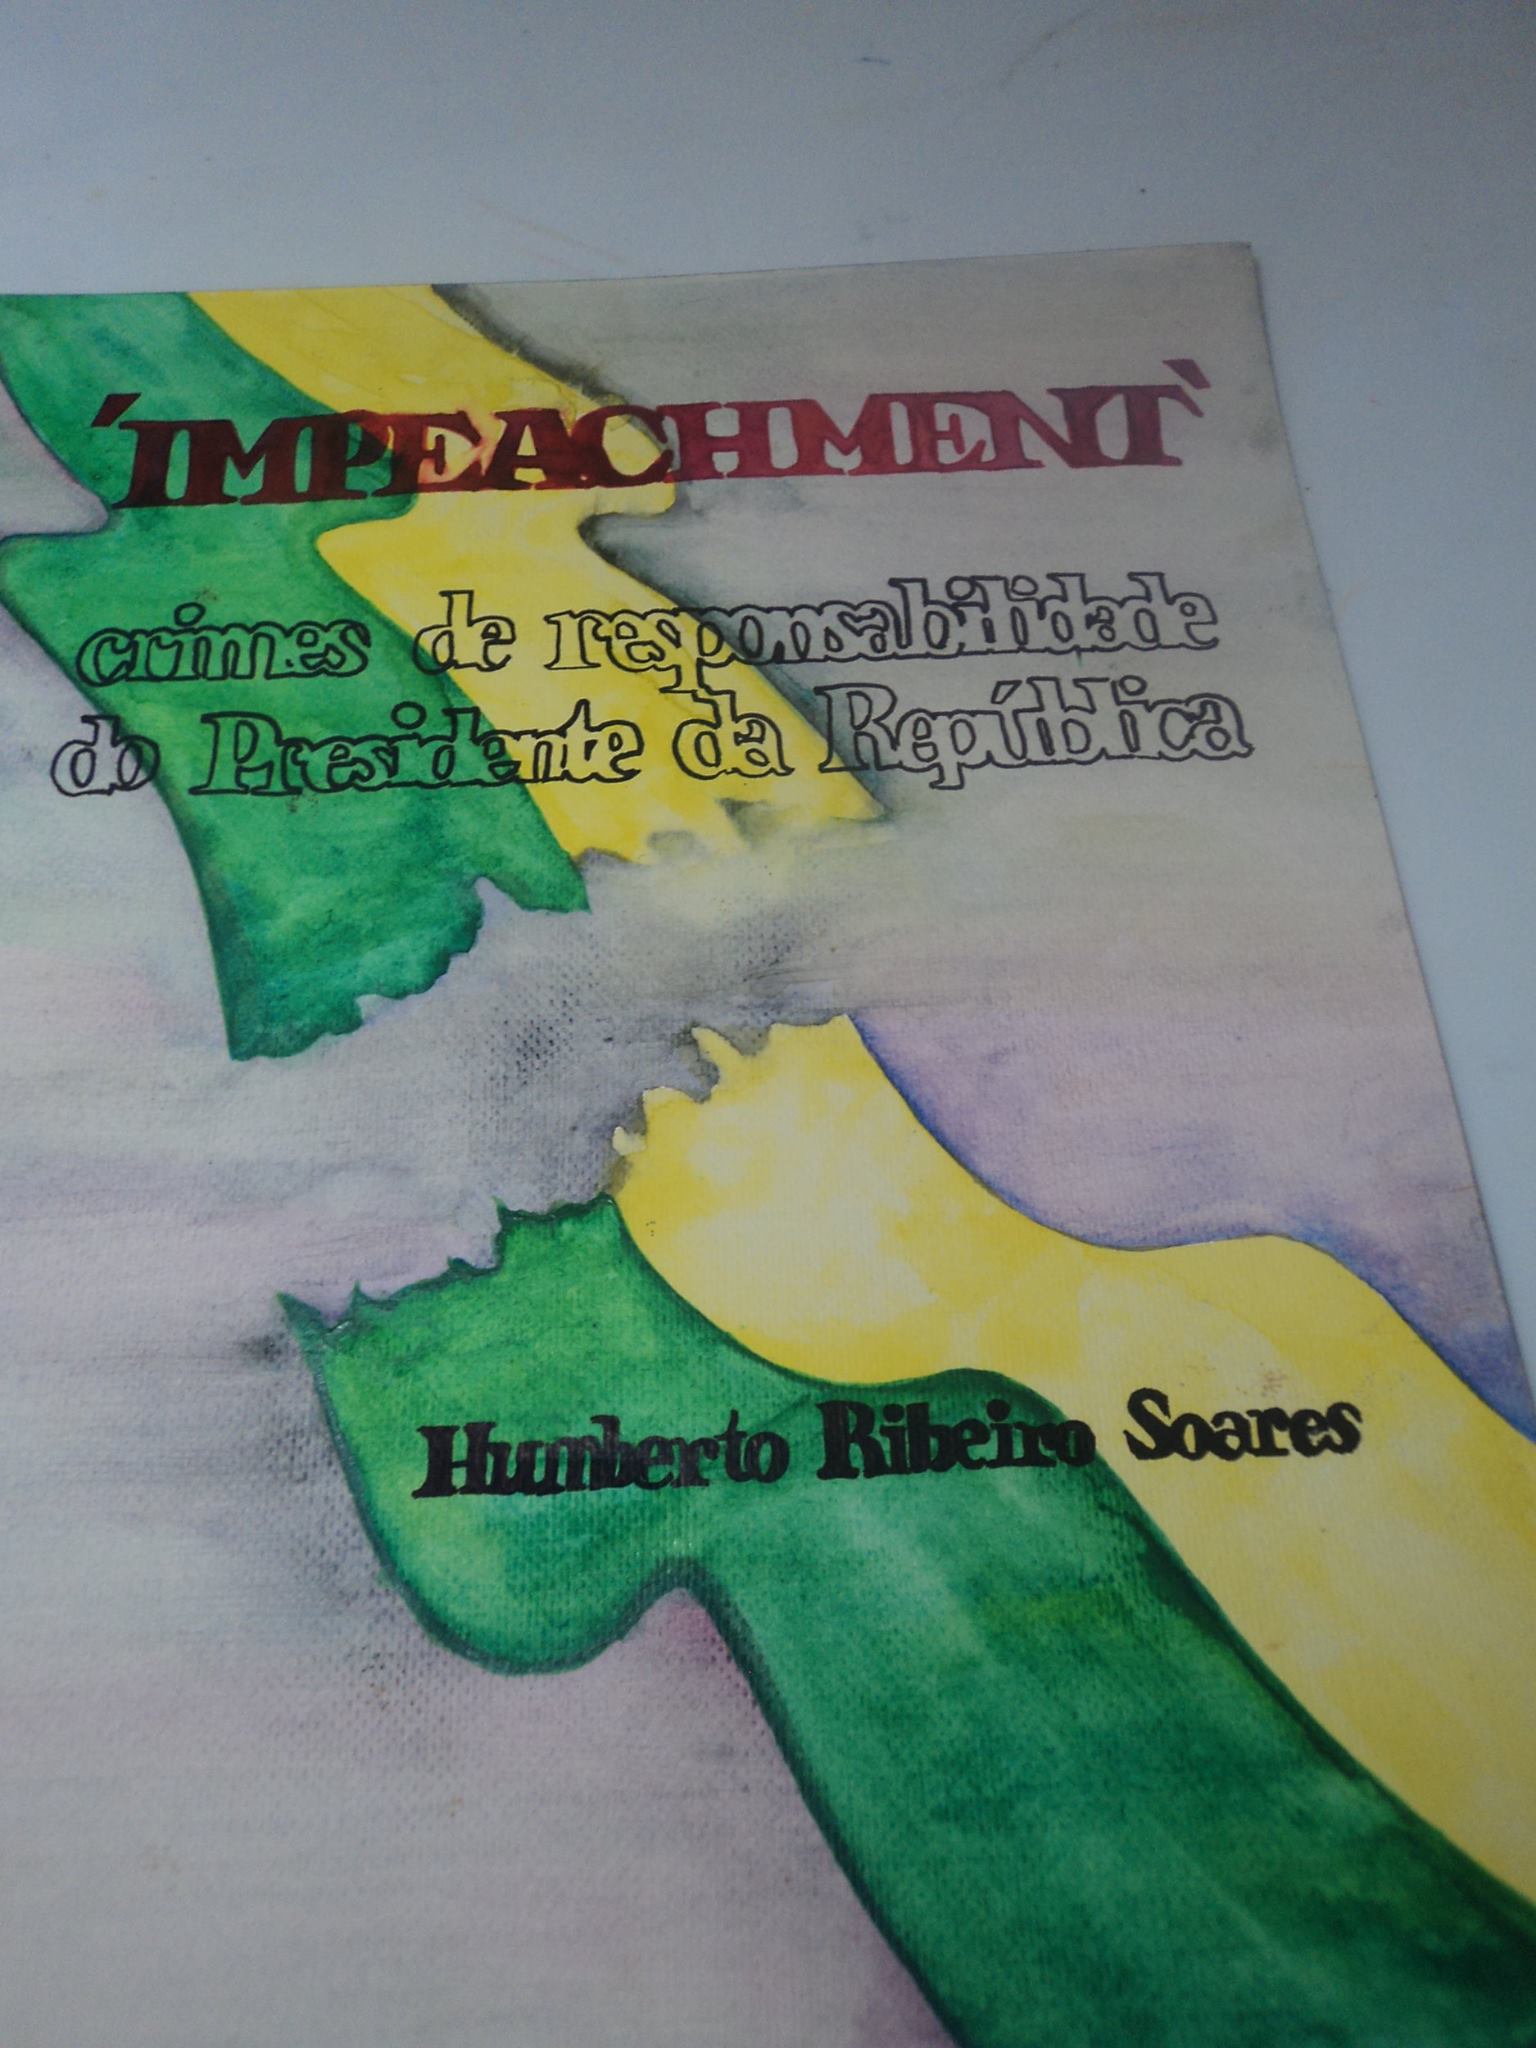 ´IMPEACHMENT`
crimes de responsabilidade
do Presidente da República
Humberto Ribeiro Soares